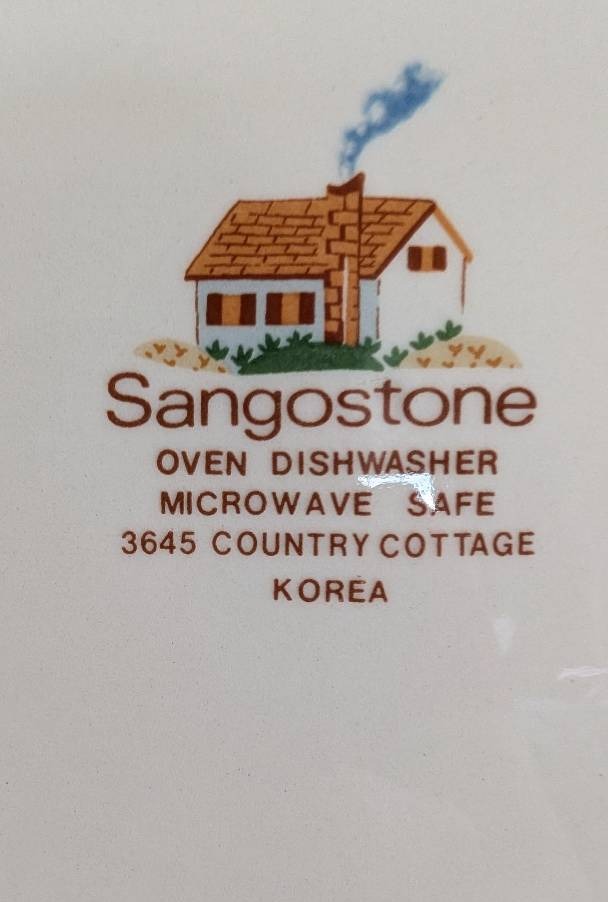 Sangostone
OVEN DISHWASHER
MICROWAVE SAFE
3645 COUNTRY COTTAGE
KOREA